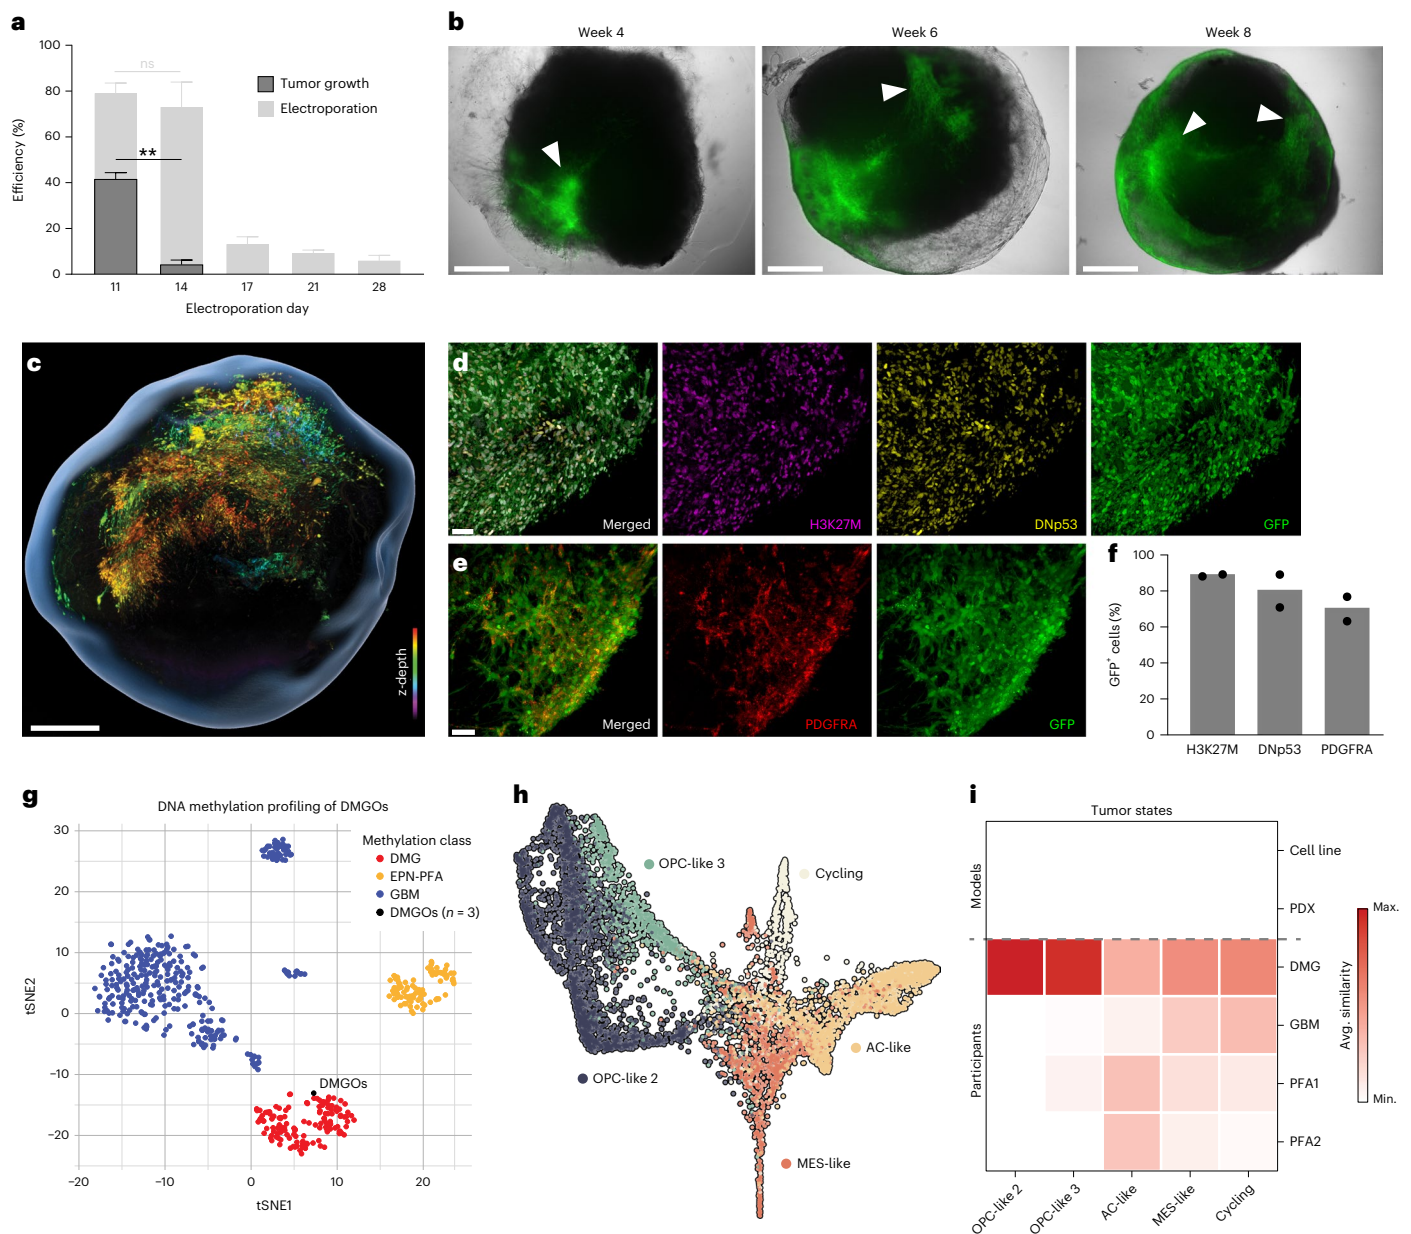 a
100
80
60
40
20
0
Efficiency (%)
ns
**
Tumor growth
Electroporation
11 14 17 21 28
Electroporation day
b
Week 4 Week 6 Week 8
c
z-depth
d
Merged H3K27M DNp53 GFP
e
Merged PDGFRA GFP
f
100
80
60
40
20
0
GFP+ cells (%)
H3K27M DNp53 PDGFRA
g
DNA methylation profiling of DMGOs
30
20
10
0
−10
−20
tSNE2
Methylation class
DMG
EPN-PFA
GBM
DMGOs (n = 3)
DMGOs
−20 −10 0 10 20
tSNE1
h
OPC-like 3
Cycling
AC-like
OPC-like 2
MES-like
i
Tumor states
Models
Participants
Cell line
PDX
DMG
GBM
PFA1
PFA2
OPC-like 2 OPC-like 3 AC-like MES-like Cycling
Avg. similarity
Max.
Min.